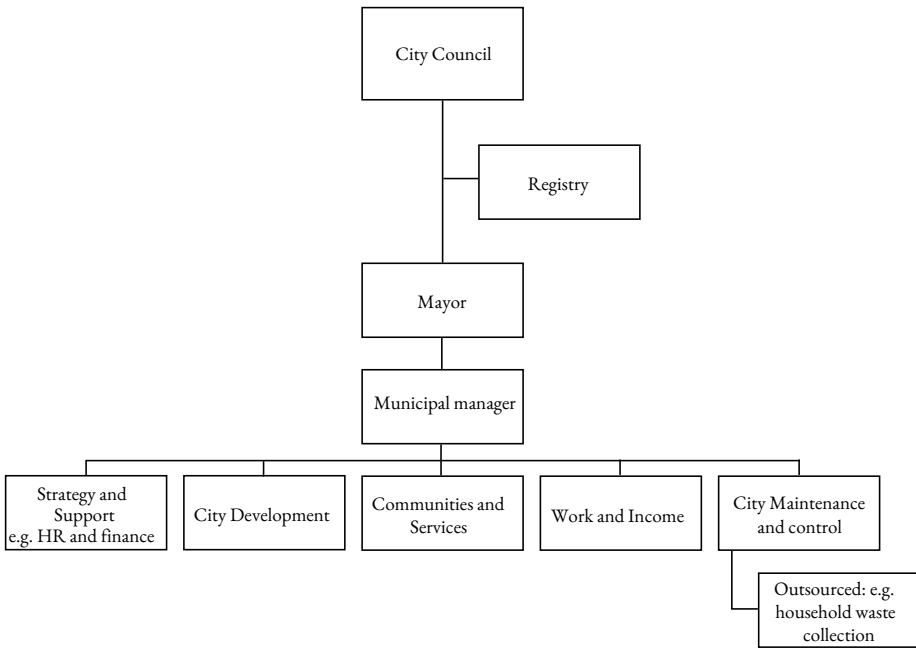 City Council
Registry
Mayor
Municipal manager
Strategy and
Support
e.g. HR and finance
City Development
Communities and
Services
Work and Income
City Maintenance
and control
Outsourced: e.g.
household waste
collection